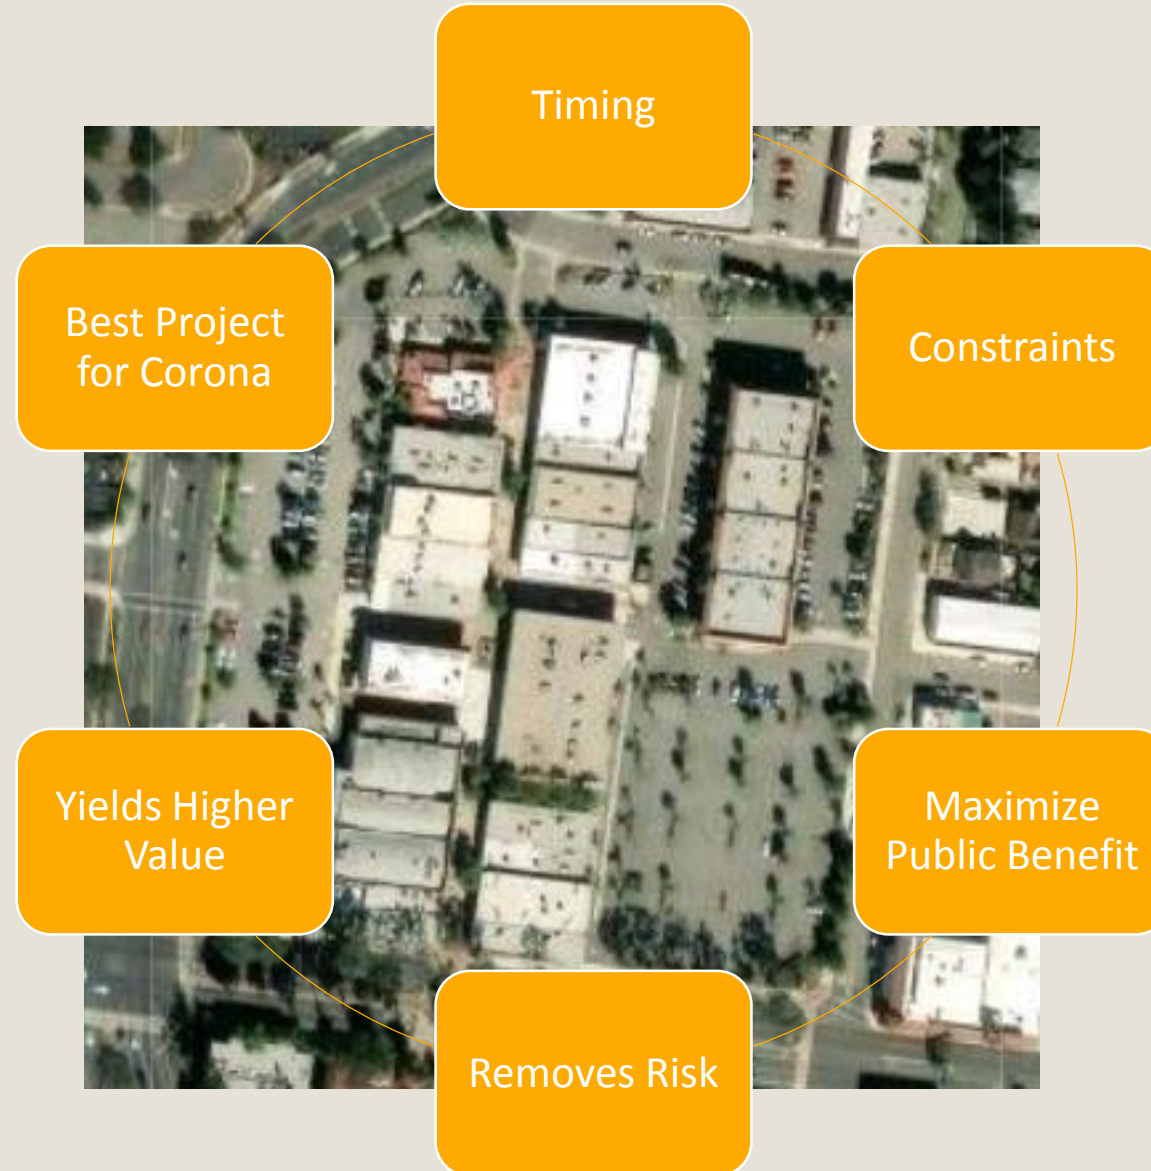 Timing
Best Project
for Corona
Constraints
Yields Higher
Value
Maximize
Public Benefit
Removes Risk